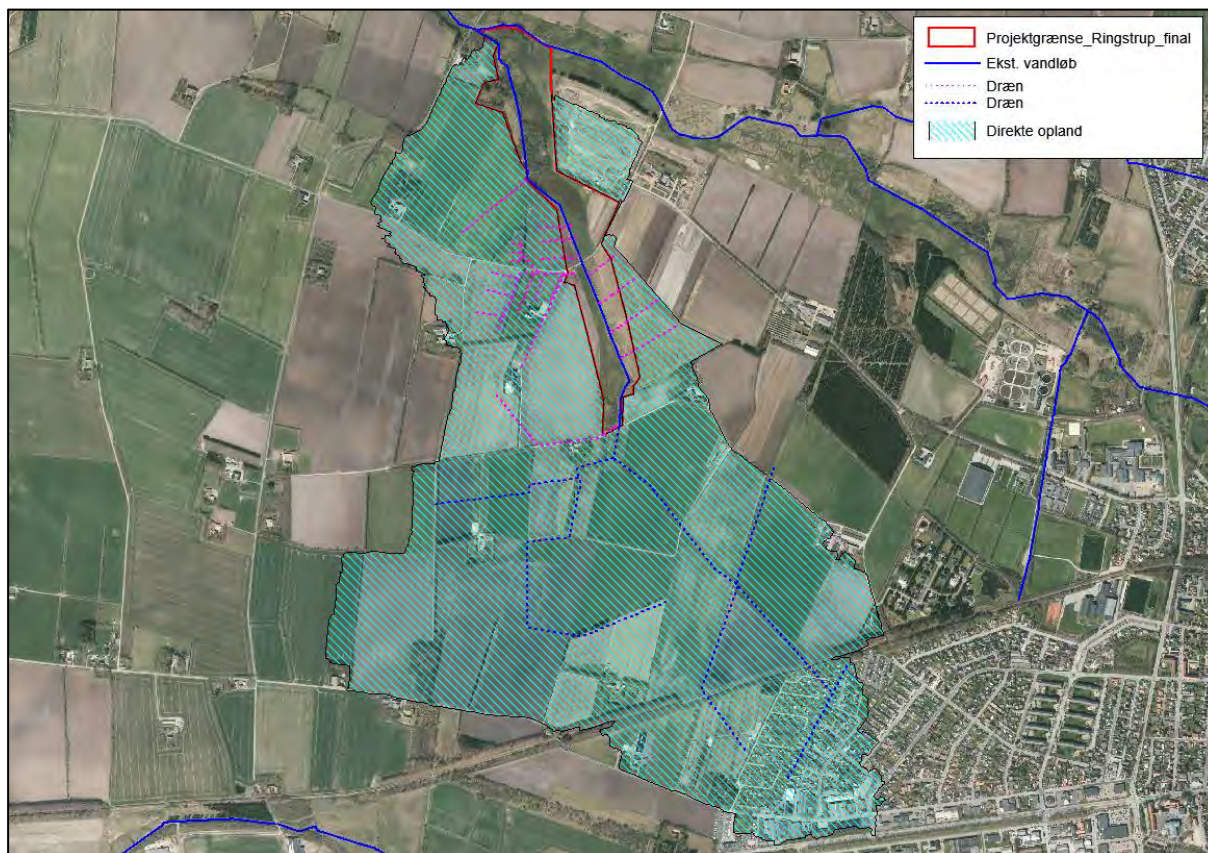 Projektgrænse_Ringstrup_final
Ekst. vandløb
Dræn
Dræn
Direkte opland